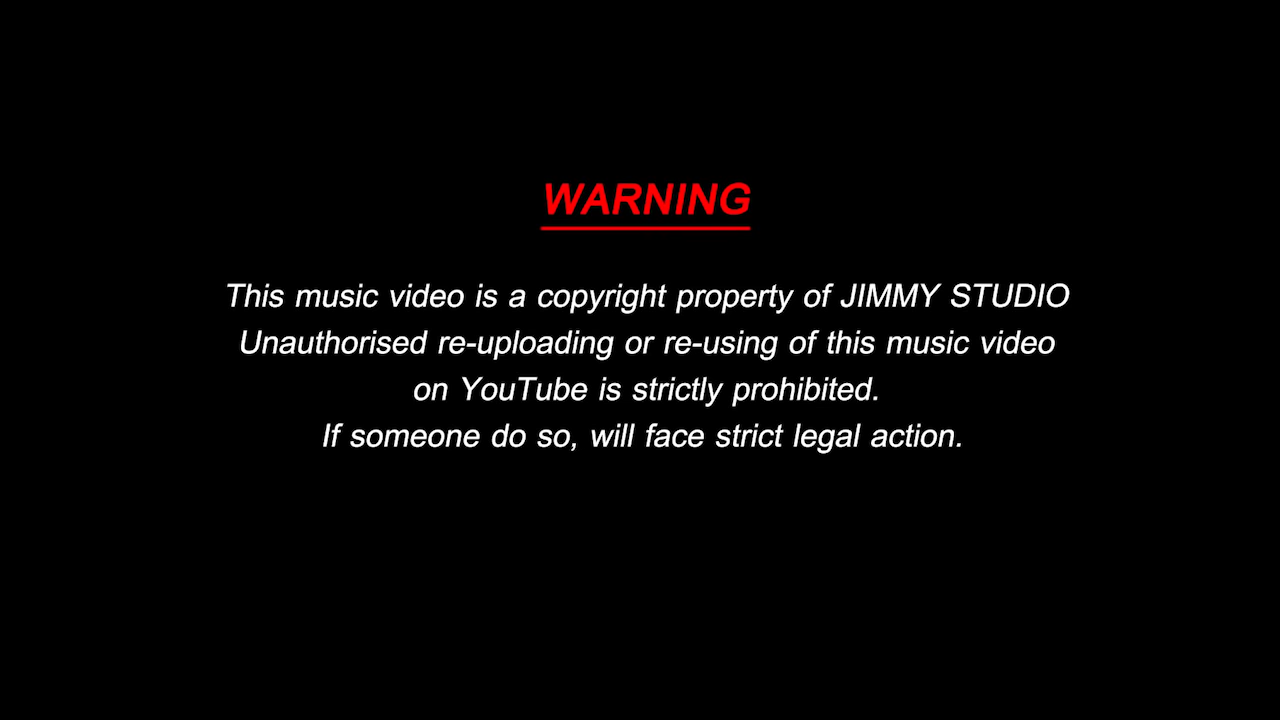 WARNING
This music video is a copyright property of JIMMY STUDIO
Unauthorised re-uploading or re-using of this music video
on YouTube is strictly prohibited.
If someone do so, will face strict legal action.